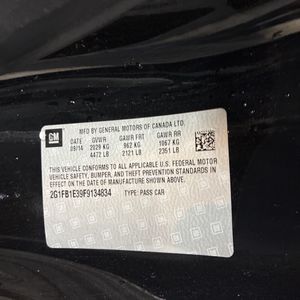 GM
MFD BY GENERAL MOTORS OF CANADA LTD.
DATE GVWR GAWR FRT GAWR RR
09/14 2029 KG 962 KG 1067 KG
4472 LB 2121 LB 2351 LB
THIS VEHICLE CONFORMS TO ALL APPLICABLE U.S. FEDERAL MOTOR
VEHICLE SAFETY, BUMPER, AND THEFT PREVENTION STANDARDS IN
EFFECT ON THE DATE OF MANUFACTURE SHOWN ABOVE.
2G1FB1E39F9134834 TYPE: PASS CAR